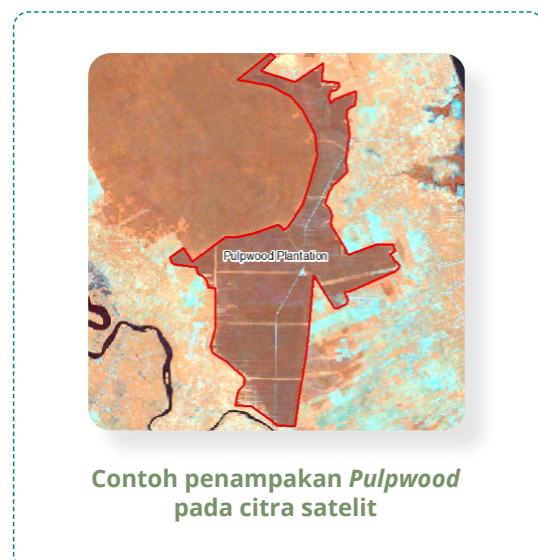 Pulpwood Plantation
Contoh penampakan Pulpwood
pada citra satelit